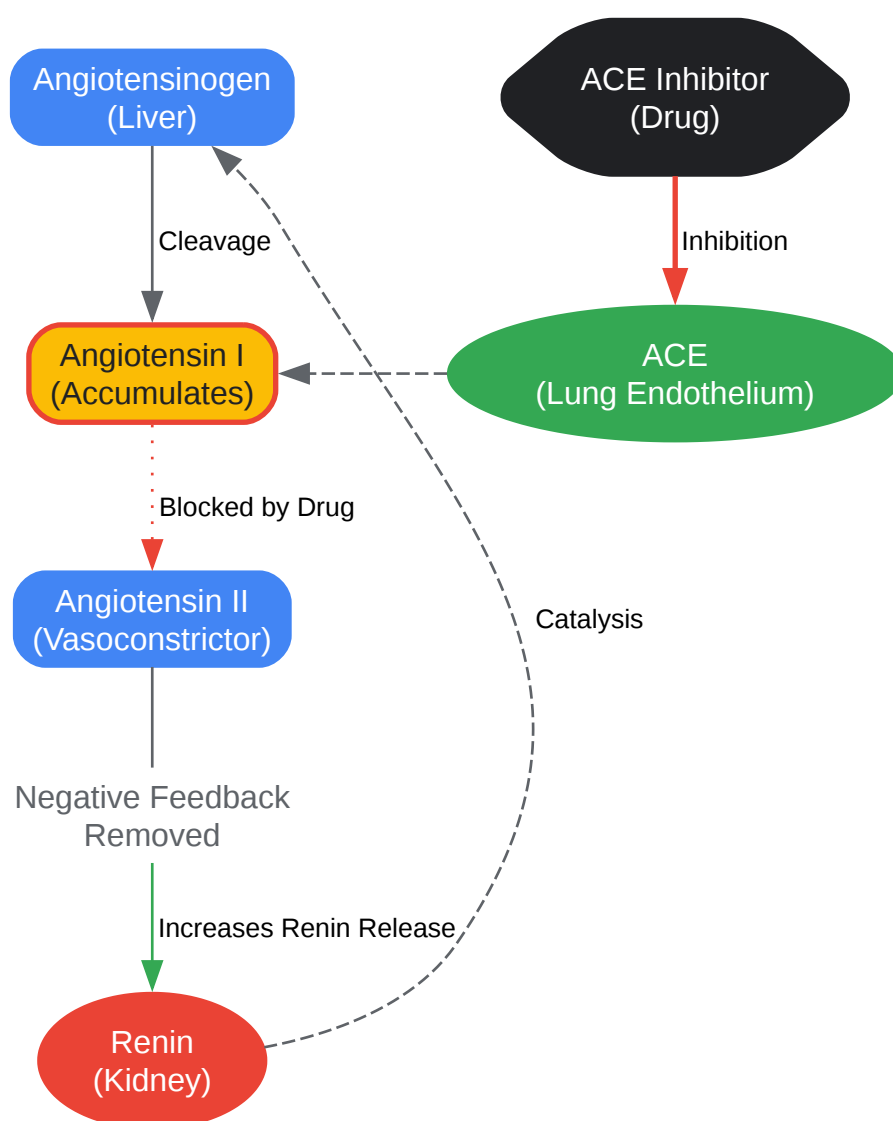 Angiotensinogen
(Liver)
ACE Inhibitor
(Drug)
Cleavage
Inhibition
Angiotensin I
(Accumulates)
ACE
(Lung Endothelium)
Blocked by Drug
Angiotensin II
(Vasoconstrictor)
Catalysis
Negative Feedback
Removed
Increases Renin Release
Renin
(Kidney)